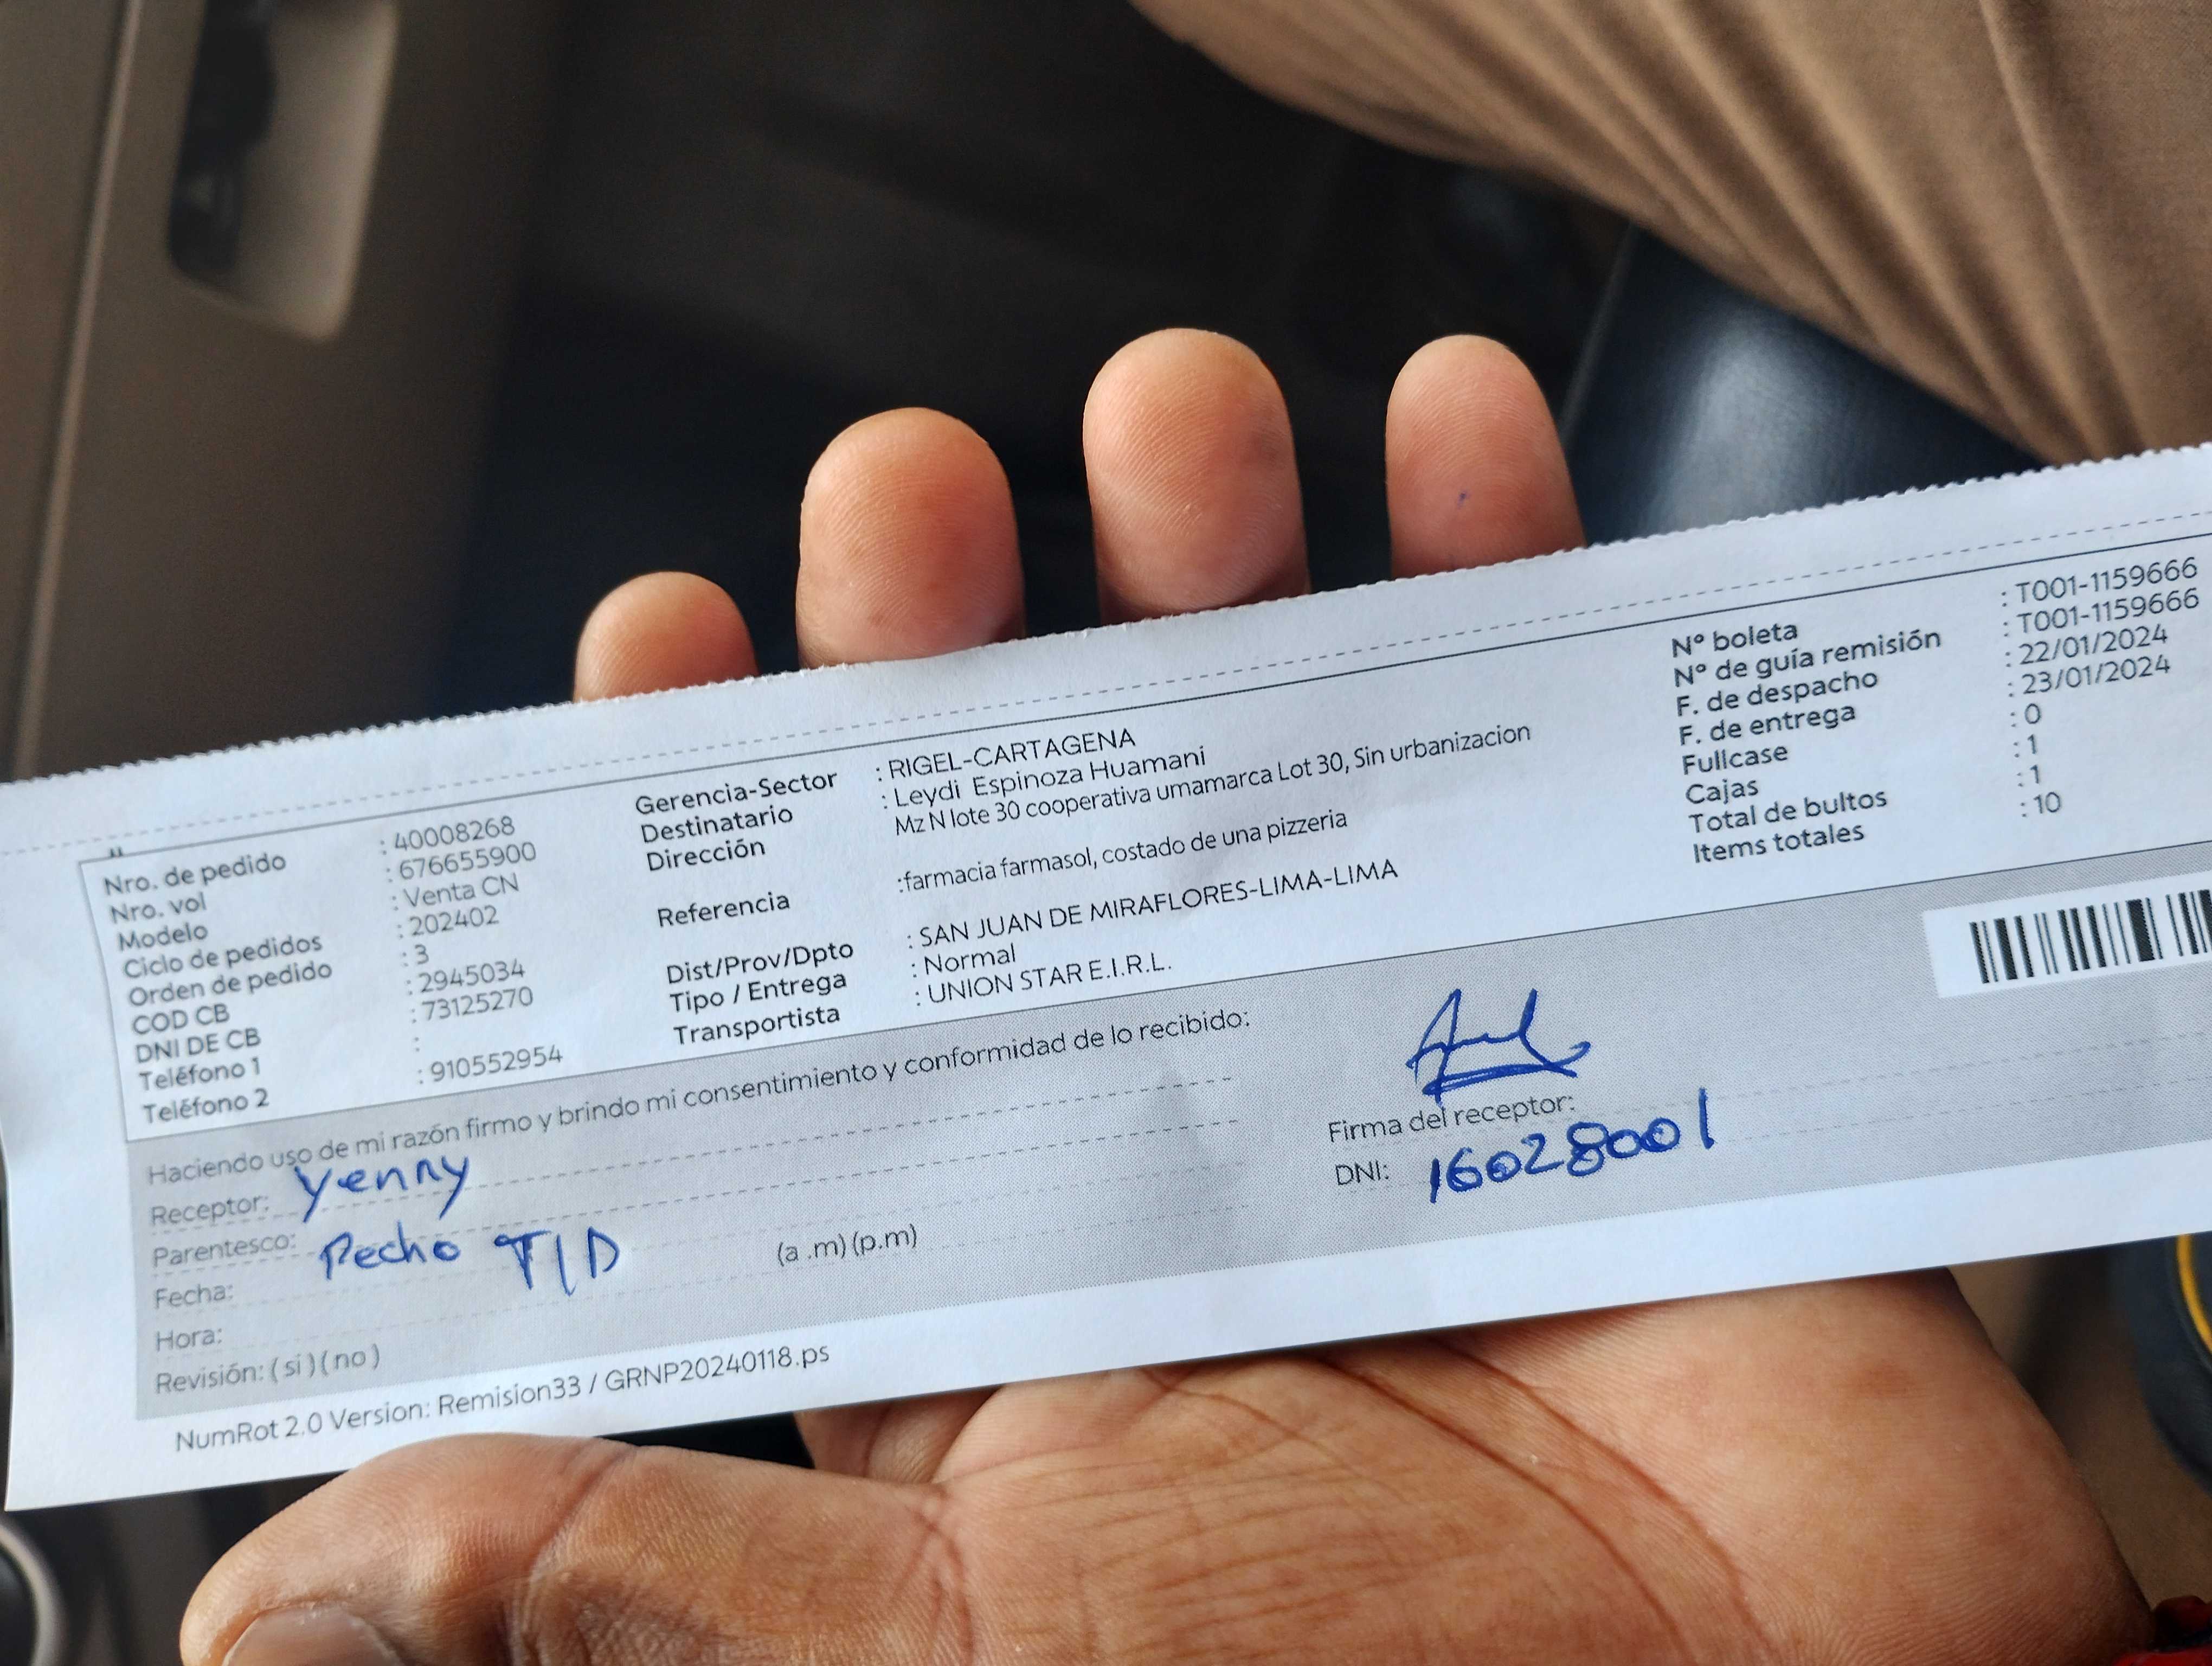 Nro. de pedido : 40008268
Nro. vol : 676655900
Modelo : Venta CN
Ciclo de pedidos : 202402
Orden de pedido : 3
COD CB : 2945034
DNI DE CB : 73125270
Teléfono 1 :
Teléfono 2 : 910552954
Gerencia-Sector : RIGEL-CARTAGENA
Destinatario : Leydi Espinoza Huamani
Dirección Mz N lote 30 cooperativa umamarca Lot 30, Sin urbanizacion
Referencia :farmacia farmasol, costado de una pizzeria
Dist/Prov/Dpto : SAN JUAN DE MIRAFLORES-LIMA-LIMA
Tipo / Entrega : Normal
Transportista : UNION STAR E.I.R.L.
Nº boleta : T001-1159666
Nº de guía remisión : T001-1159666
F. de despacho : 22/01/2024
F. de entrega : 23/01/2024
Fullcase : 0
Cajas : 1
Total de bultos : 1
Items totales : 10
Haciendo uso de mi razón firmo y brindo mi consentimiento y conformidad de lo recibido:
Receptor: Yenny
Parentesco: Pecho T/D
Fecha:
Hora: (a .m) (p.m)
Revisión: ( si ) ( no )
Firma del receptor:
DNI: 16028001
NumRot 2.0 Version: Remision33 / GRNP20240118.ps